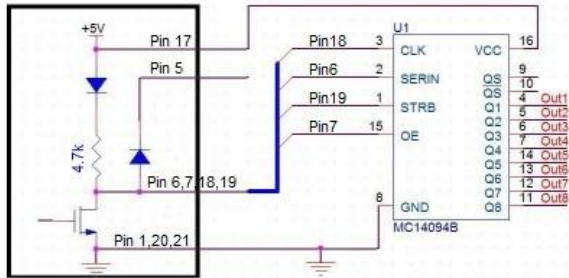 +5V
Pin 17
Pin 5
4.7k
Pin 6,7,18,19
Pin 1,20,21
Pin18
Pin6
Pin19
Pin7
U1
3 CLK VCC 16
2 SERIN QS 9
QS 10
1 STRB Q1 4 Out1
Q2 5 Out2
15 OE Q3 6 Out3
Q4 7 Out4
Q5 14 Out5
Q6 13 Out6
Q7 12 Out7
8 GND Q8 11 Out8
MC14094B